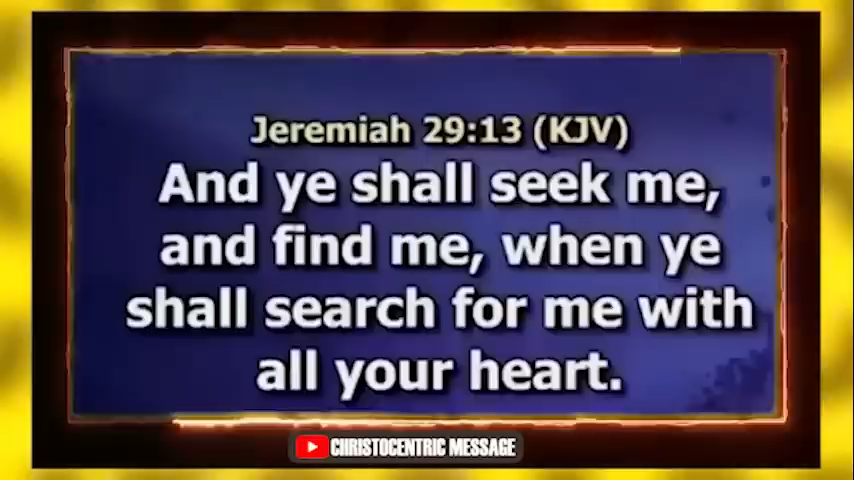 Jeremiah 29:13 (KJV)
And ye shall seek me,
and find me, when ye
shall search for me with
all your heart.
CHRISTOCENTRIC MESSAGE